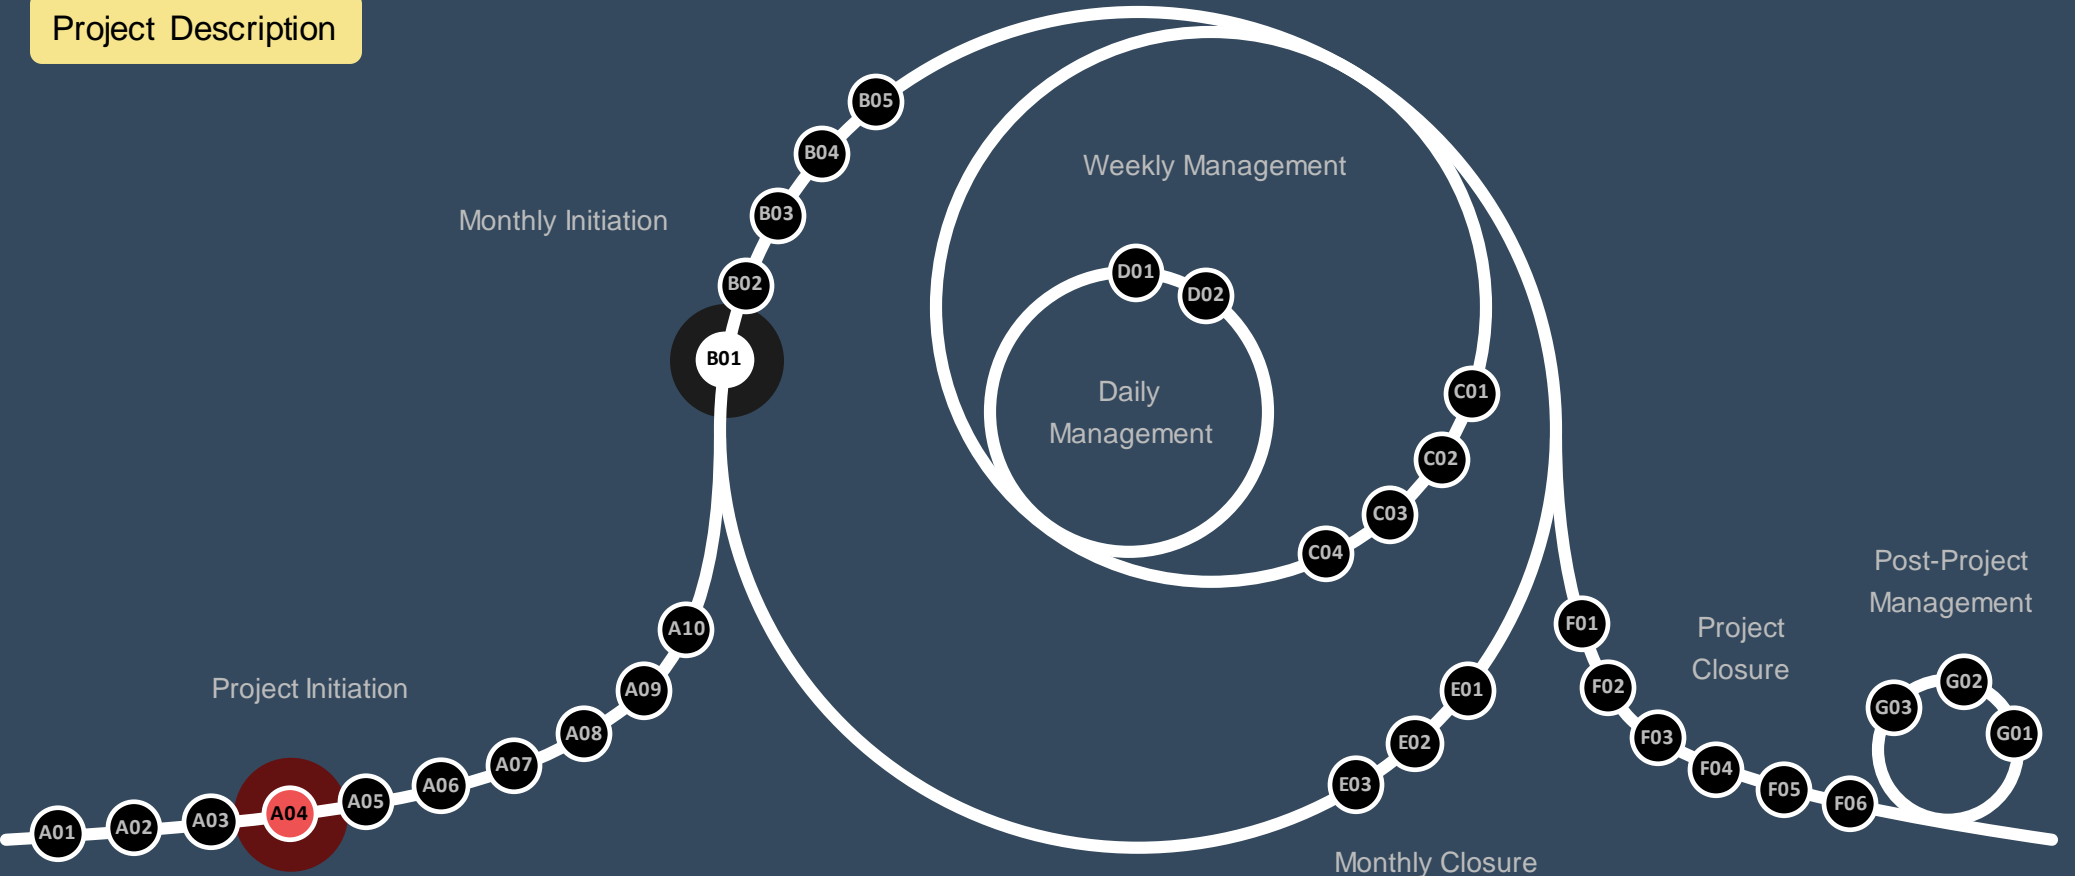 Project Description
B05
B04
Weekly Management
B03
Monthly Initiation
B02
D01
D02
B01
Daily
Management
C01
C02
C03
C04
Post-Project
Management
A10
F01
Project
Closure
Project Initiation
A09
E01
F02
G03
G02
G01
A08
E02
F03
A07
F04
A06
E03
F05
A05
F06
A04
A03
A02
A01
Monthly Closure